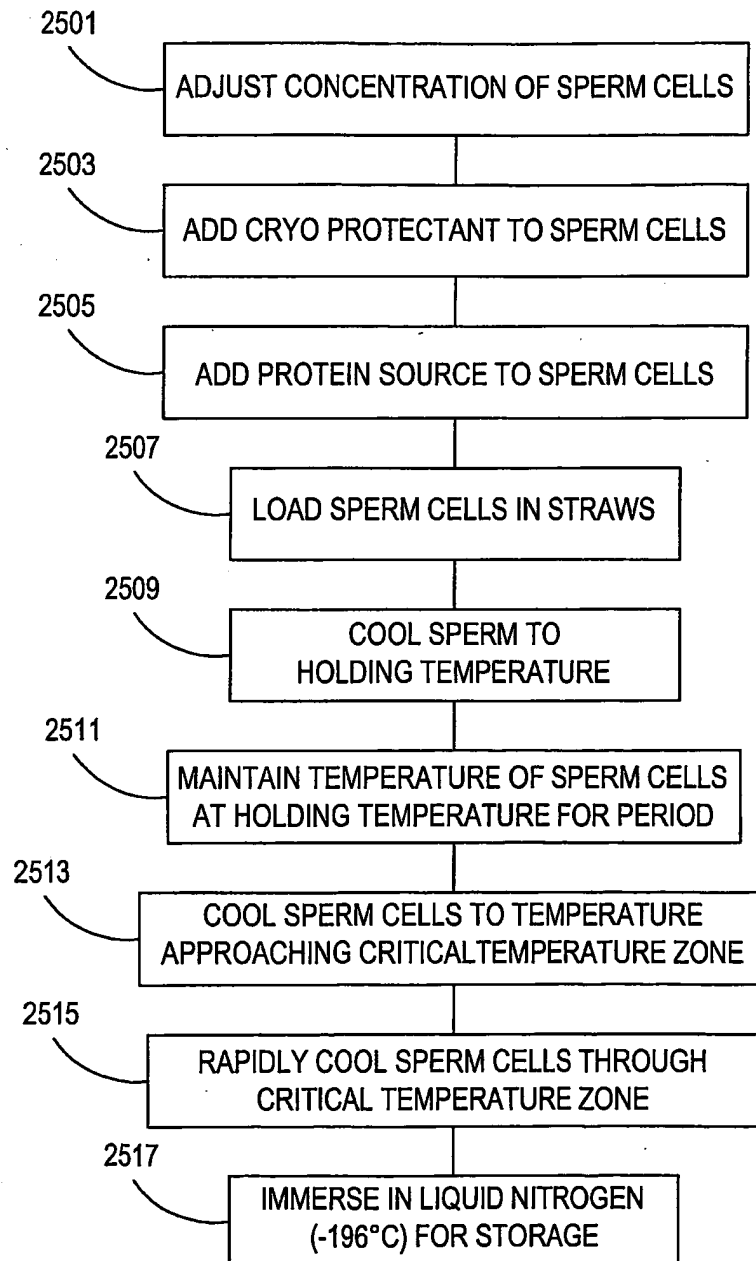 2501
ADJUST CONCENTRATION OF SPERM CELLS
2503
ADD CRYO PROTECTANT TO SPERM CELLS
2505
ADD PROTEIN SOURCE TO SPERM CELLS
2507
LOAD SPERM CELLS IN STRAWS
2509
COOL SPERM TO
HOLDING TEMPERATURE
2511
MAINTAIN TEMPERATURE OF SPERM CELLS
AT HOLDING TEMPERATURE FOR PERIOD
2513
COOL SPERM CELLS TO TEMPERATURE
APPROACHING CRITICALTEMPERATURE ZONE
2515
RAPIDLY COOL SPERM CELLS THROUGH
CRITICAL TEMPERATURE ZONE
2517
IMMERSE IN LIQUID NITROGEN
(-196°C) FOR STORAGE